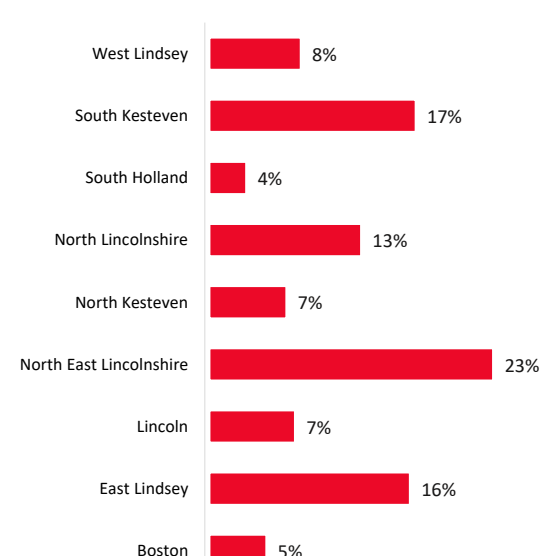 West Lindsey 8%
South Kesteven 17%
South Holland 4%
North Lincolnshire 13%
North Kesteven 7%
North East Lincolnshire 23%
Lincoln 7%
East Lindsey 16%
Boston 5%